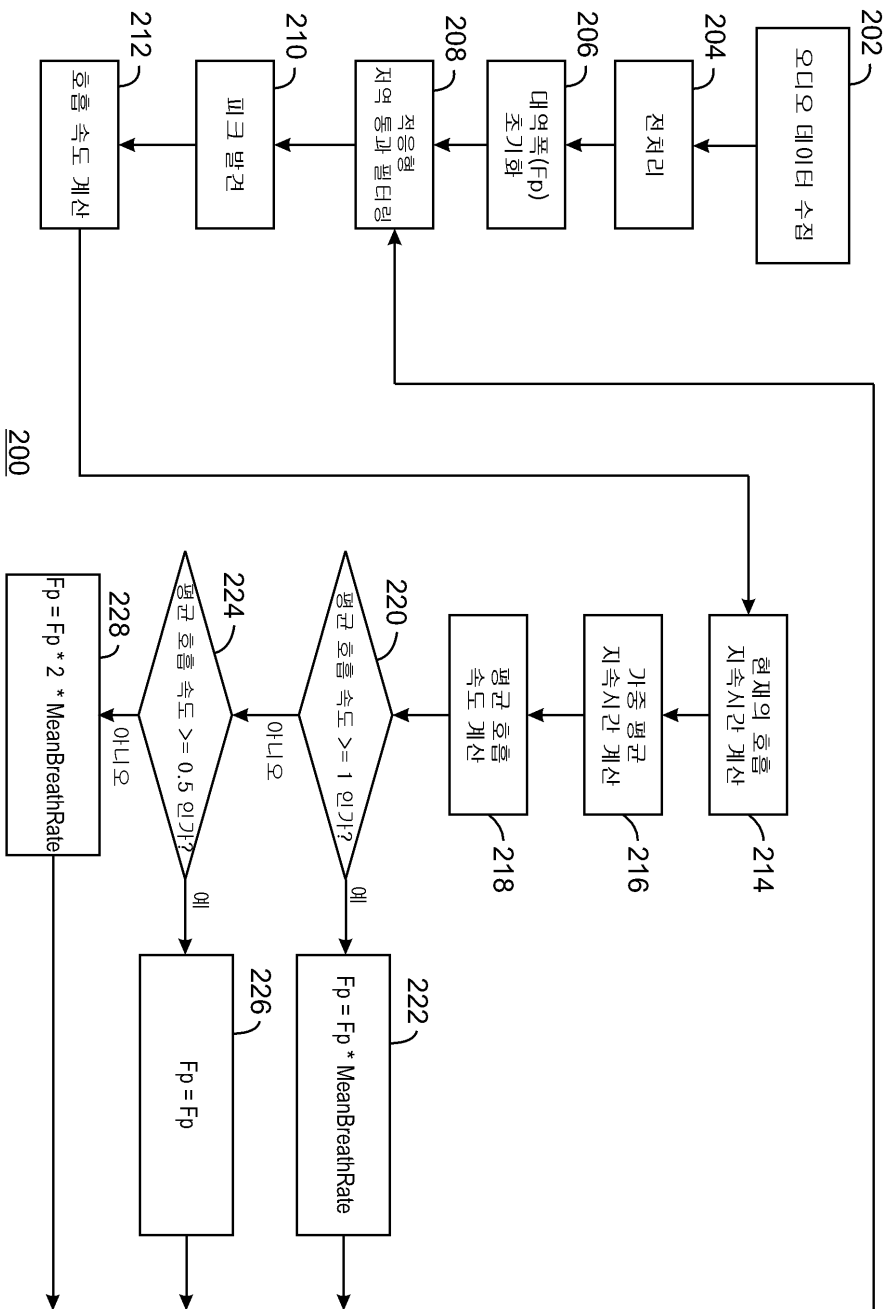 202
오디오 데이터 수집
204
전처리
206
대역폭(Fp)
초기화
208
적응형
저역 통과 필터링
210
피크 발견
212
호흡 속도 계산
214
현재의 호흡
지속시간 계산
216
가중 평균
지속시간 계산
218
평균 호흡
속도 계산
220
평균 호흡 속도 >= 1 인가?
예
아니오
222
Fp = Fp * MeanBreathRate
224
평균 호흡 속도 >= 0.5 인가?
예
아니오
226
Fp = Fp
228
Fp = Fp * 2 * MeanBreathRate
200